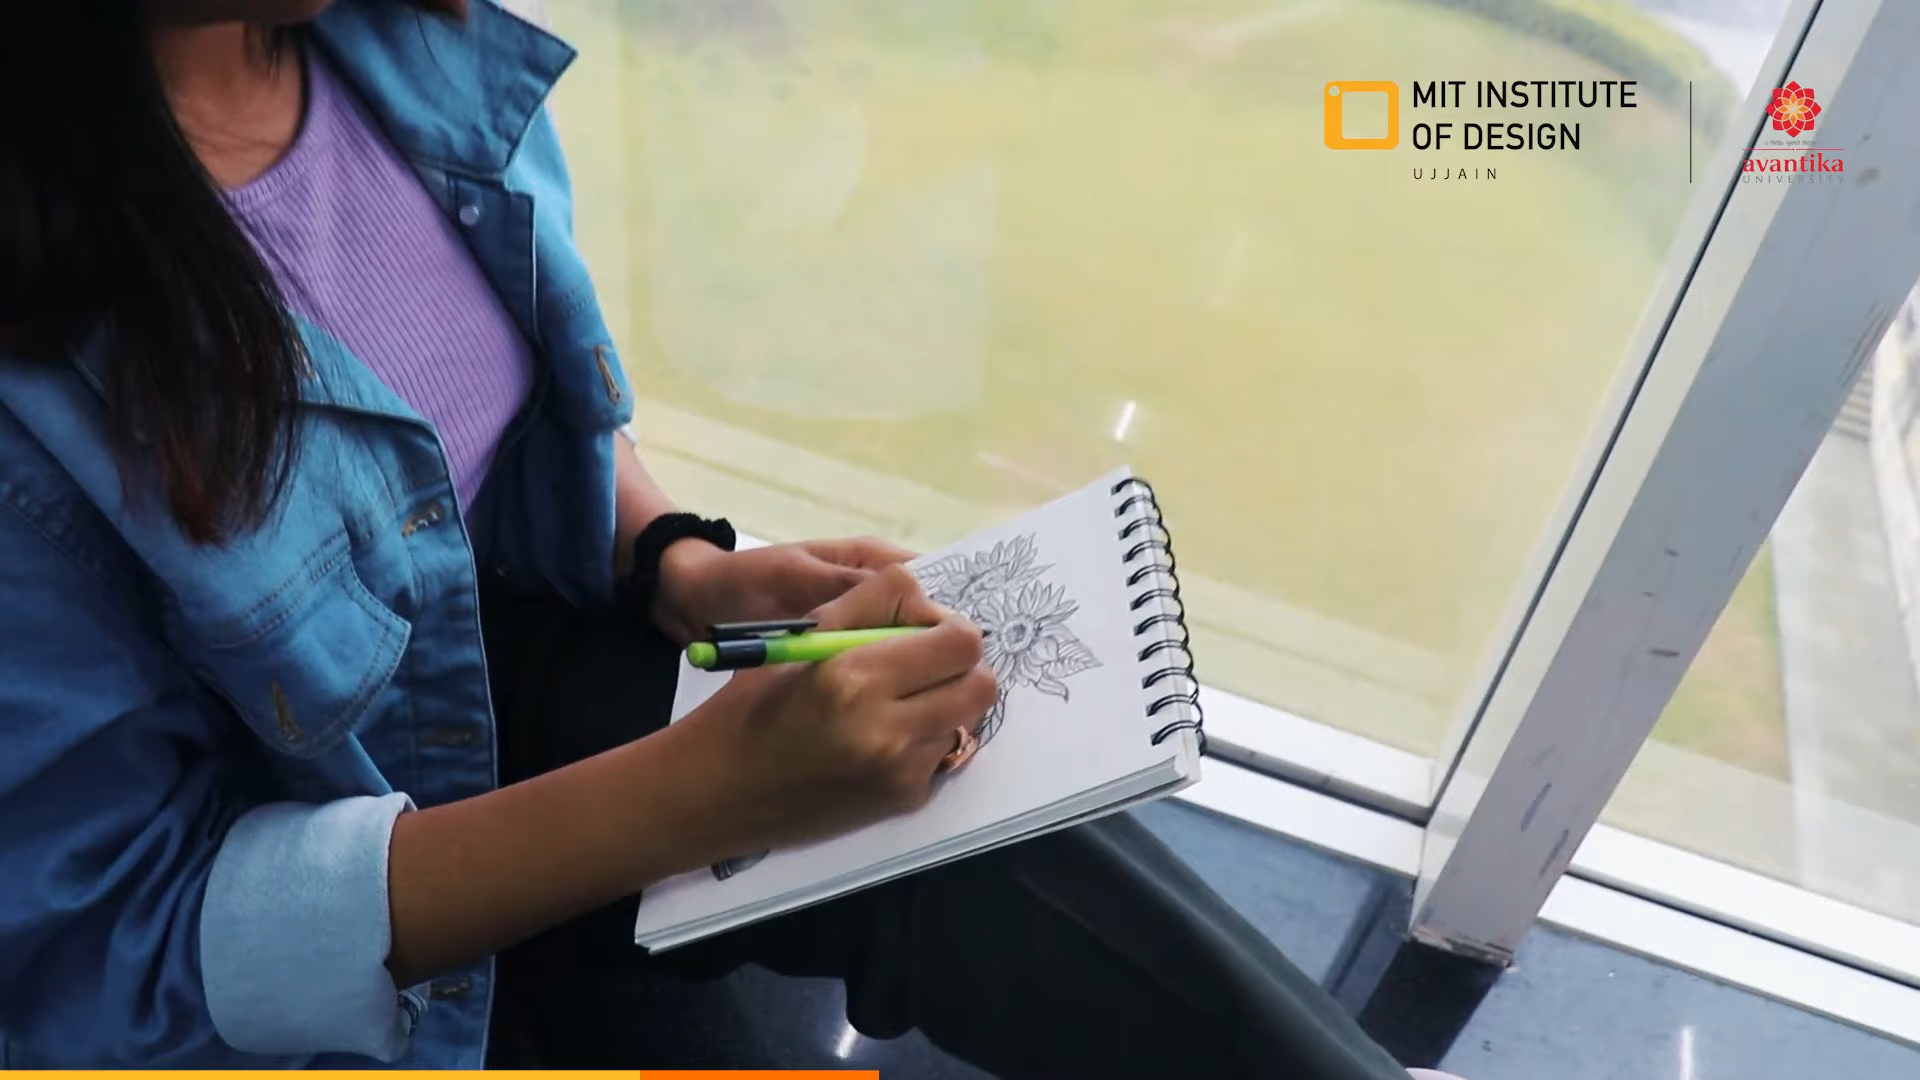 MIT INSTITUTE
OF DESIGN
UJJAIN
avantika
UNIVERSITY